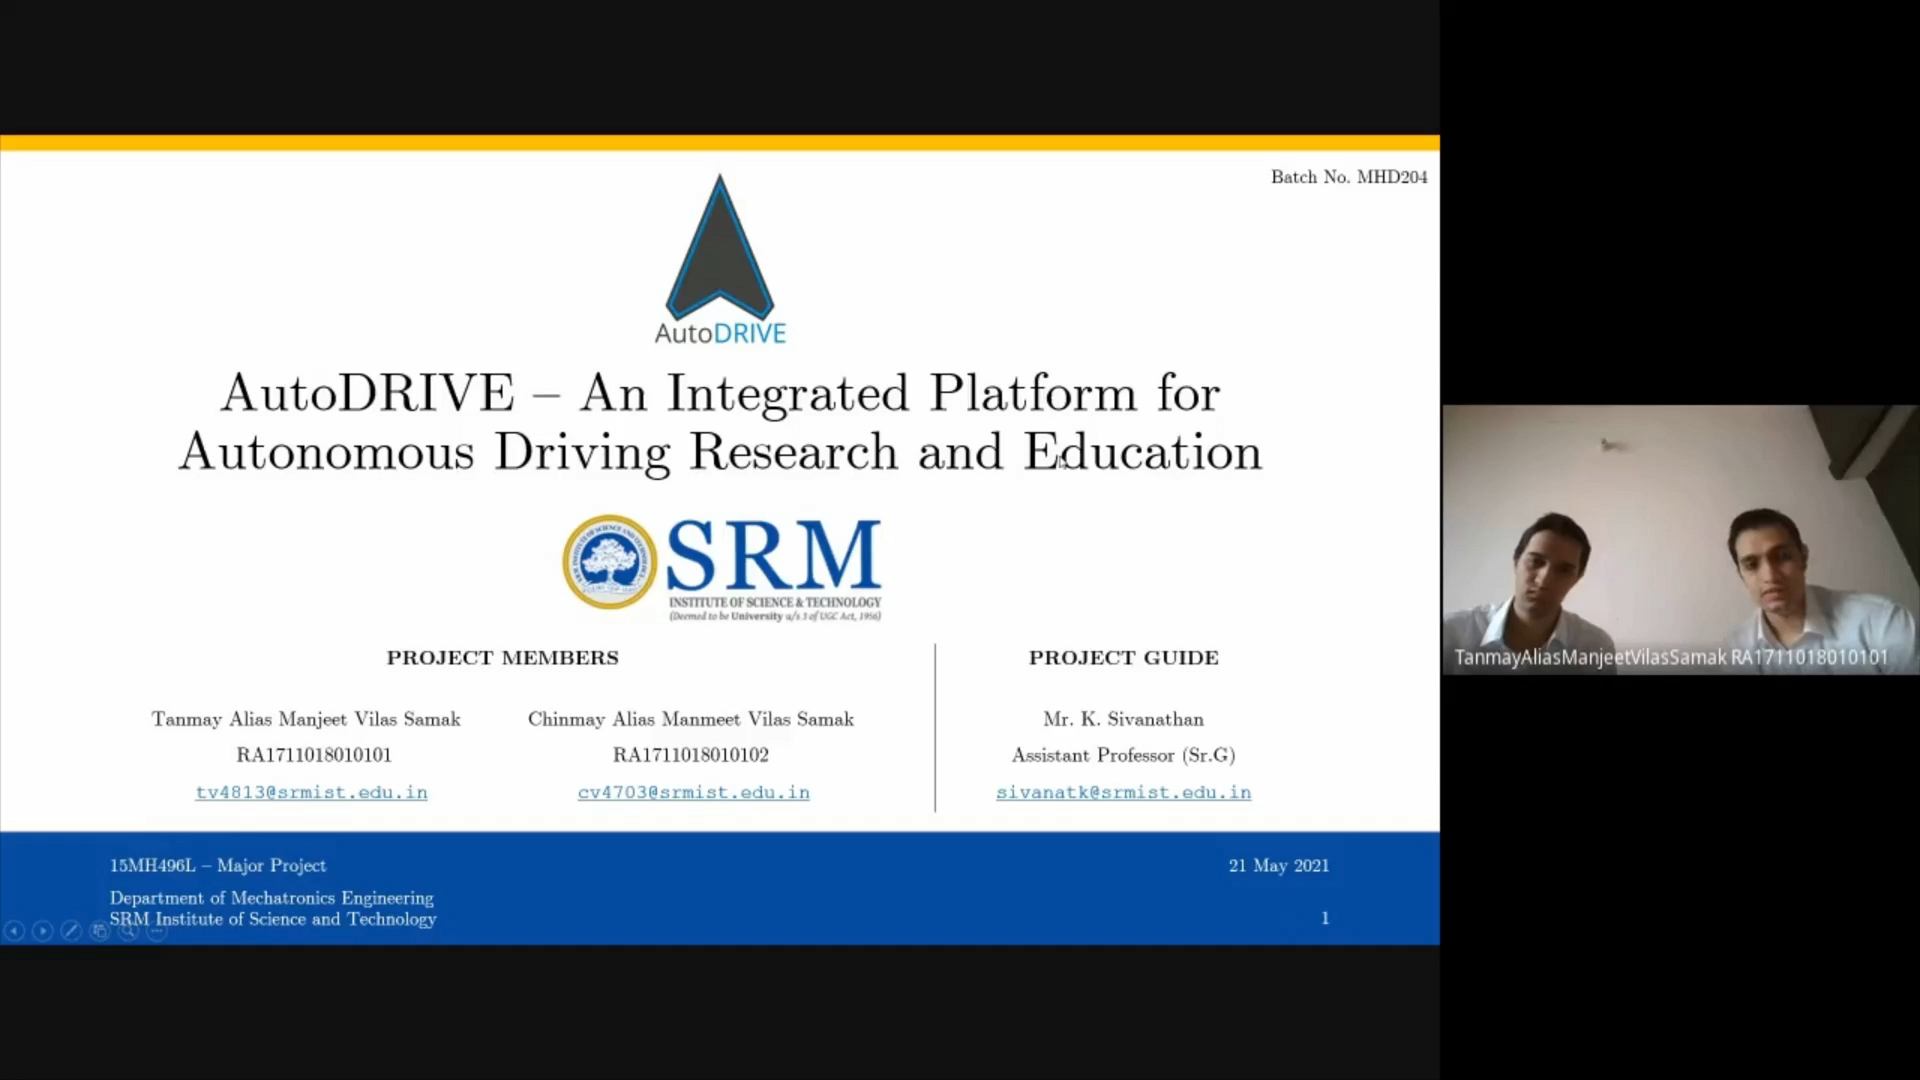 Batch No. MHD204
AutoDRIVE
AutoDRIVE – An Integrated Platform for
Autonomous Driving Research and Education
SRM
INSTITUTE OF SCIENCE & TECHNOLOGY
(Deemed to be University u/s 3 of UGC Act, 1956)
PROJECT MEMBERS
Tanmay Alias Manjeet Vilas Samak
RA1711018010101
tv4813@srmist.edu.in
Chinmay Alias Manmeet Vilas Samak
RA1711018010102
cv4703@srmist.edu.in
PROJECT GUIDE
Mr. K. Sivanathan
Assistant Professor (Sr.G)
sivanatk@srmist.edu.in
15MH496L – Major Project
Department of Mechatronics Engineering
SRM Institute of Science and Technology
21 May 2021
1
TanmayAliasManjeetVilasSamak RA1711018010101